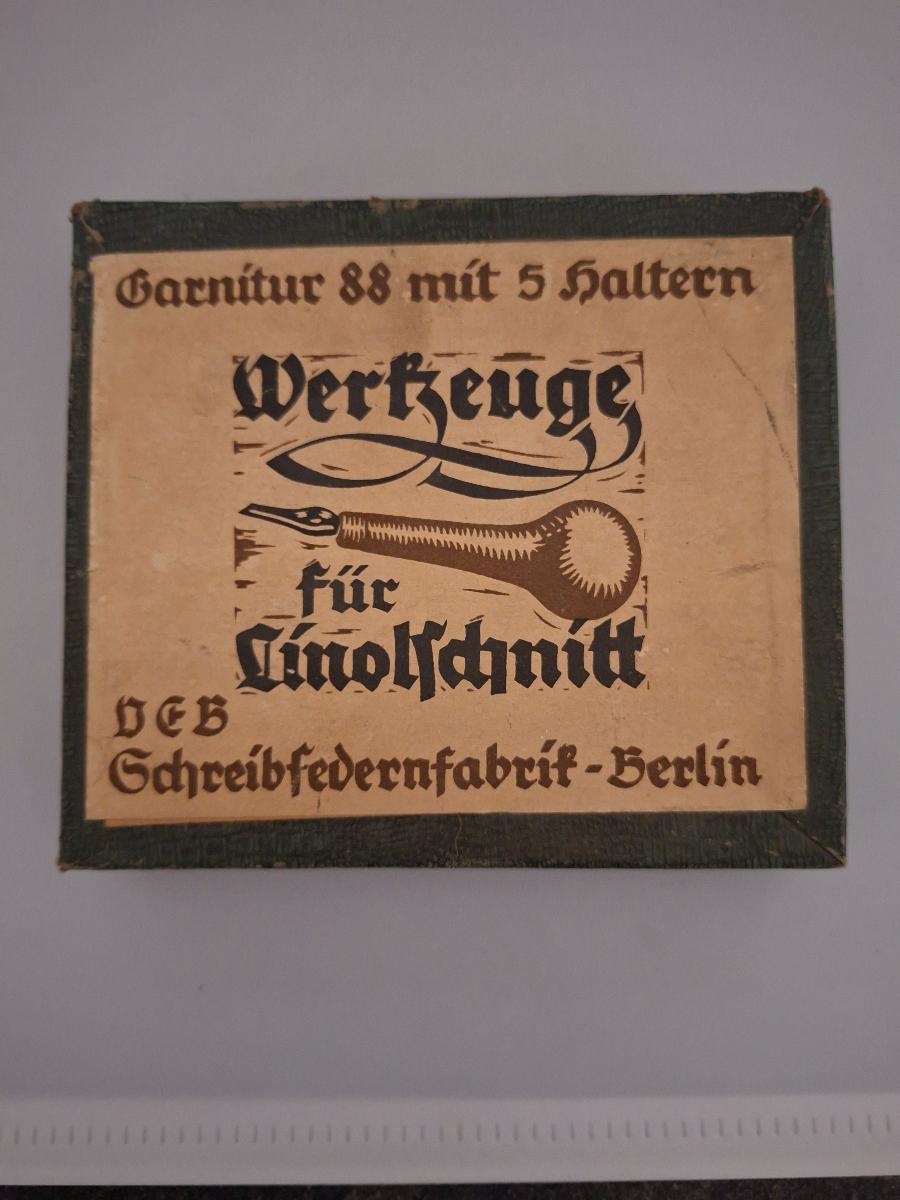 Garnitur 88 mit 5 Haltern
Werkzeuge
für
Linolſchnitt
VEB
Schreibfedernfabrik-Berlin